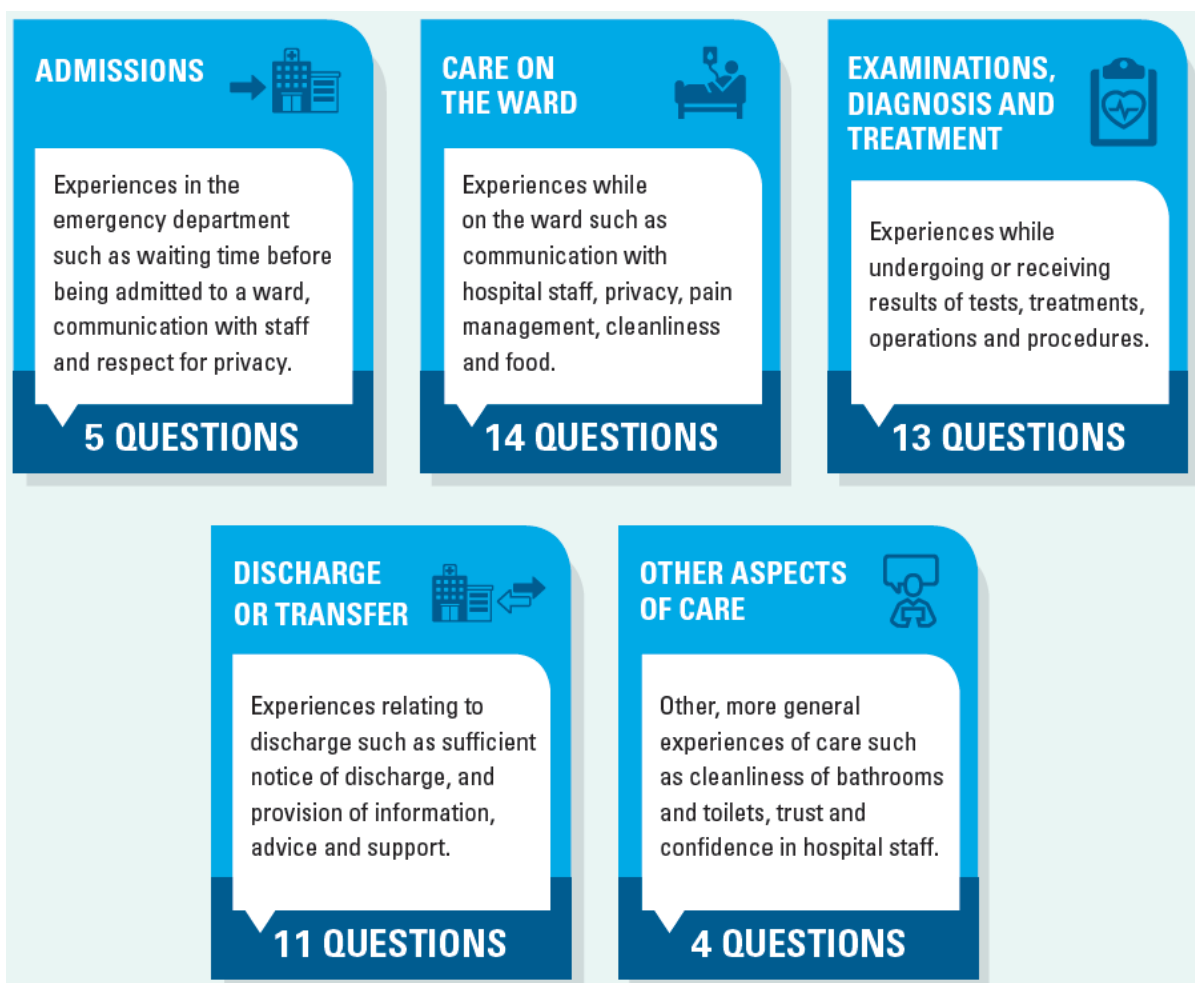 ADMISSIONS
Experiences in the
emergency department
such as waiting time before
being admitted to a ward,
communication with staff
and respect for privacy.
5 QUESTIONS
CARE ON
THE WARD
Experiences while
on the ward such as
communication with
hospital staff, privacy, pain
management, cleanliness
and food.
14 QUESTIONS
EXAMINATIONS,
DIAGNOSIS AND
TREATMENT
Experiences while
undergoing or receiving
results of tests, treatments,
operations and procedures.
13 QUESTIONS
DISCHARGE
OR TRANSFER
Experiences relating to
discharge such as sufficient
notice of discharge, and
provision of information,
advice and support.
11 QUESTIONS
OTHER ASPECTS
OF CARE
Other, more general
experiences of care such
as cleanliness of bathrooms
and toilets, trust and
confidence in hospital staff.
4 QUESTIONS